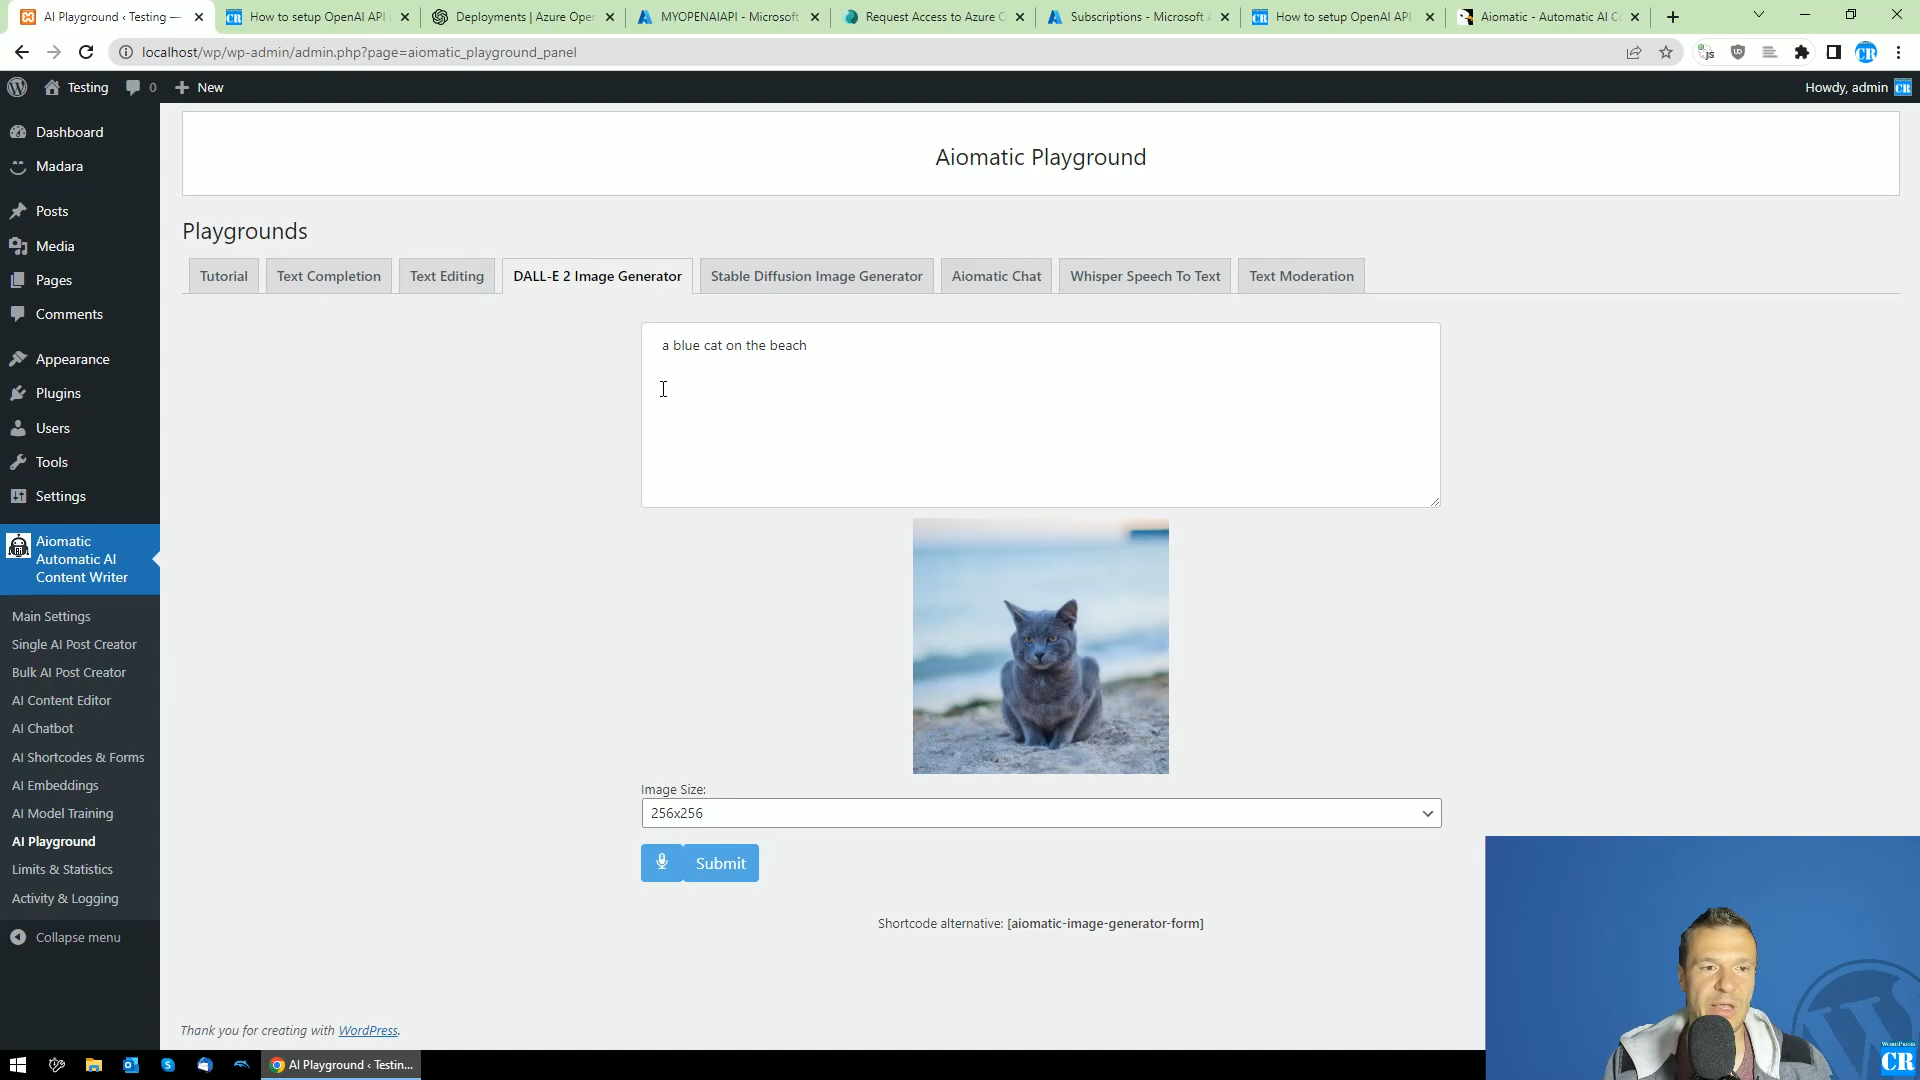 AI Playground ‹ Testing —
How to setup OpenAI API
Deployments | Azure Open
MYOPENAIAPI - Microsoft
Request Access to Azure O
Subscriptions - Microsoft A
How to setup OpenAI API
Aiomatic - Automatic AI Co
localhost/wp/wp-admin/admin.php?page=aiomatic_playground_panel
Testing
0
New
Howdy, admin
Dashboard
Madara
Posts
Media
Pages
Comments
Appearance
Plugins
Users
Tools
Settings
Aiomatic
Automatic AI
Content Writer
Main Settings
Single AI Post Creator
Bulk AI Post Creator
AI Content Editor
AI Chatbot
AI Shortcodes & Forms
AI Embeddings
AI Model Training
AI Playground
Limits & Statistics
Activity & Logging
Collapse menu
Aiomatic Playground
Playgrounds
Tutorial
Text Completion
Text Editing
DALL-E 2 Image Generator
Stable Diffusion Image Generator
Aiomatic Chat
Whisper Speech To Text
Text Moderation
a blue cat on the beach
Image Size:
256x256
Submit
Shortcode alternative: [aiomatic-image-generator-form]
Thank you for creating with WordPress.
AI Playground ‹ Testin...
WORDPRESS
CR